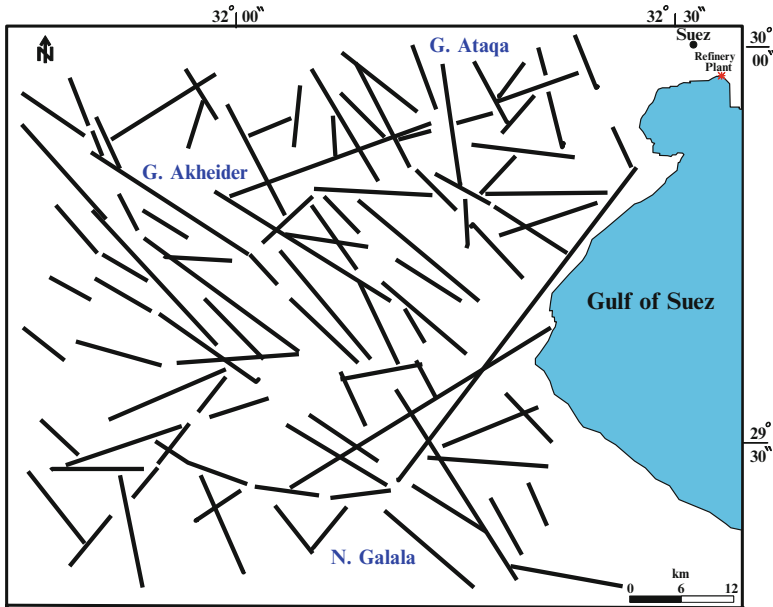 32° 00'
32° 30'
N
G. Ataqa
Suez
30°
00'
Refinery
Plant
G. Akheider
Gulf of Suez
29°
30'
N. Galala
km
0 6 12